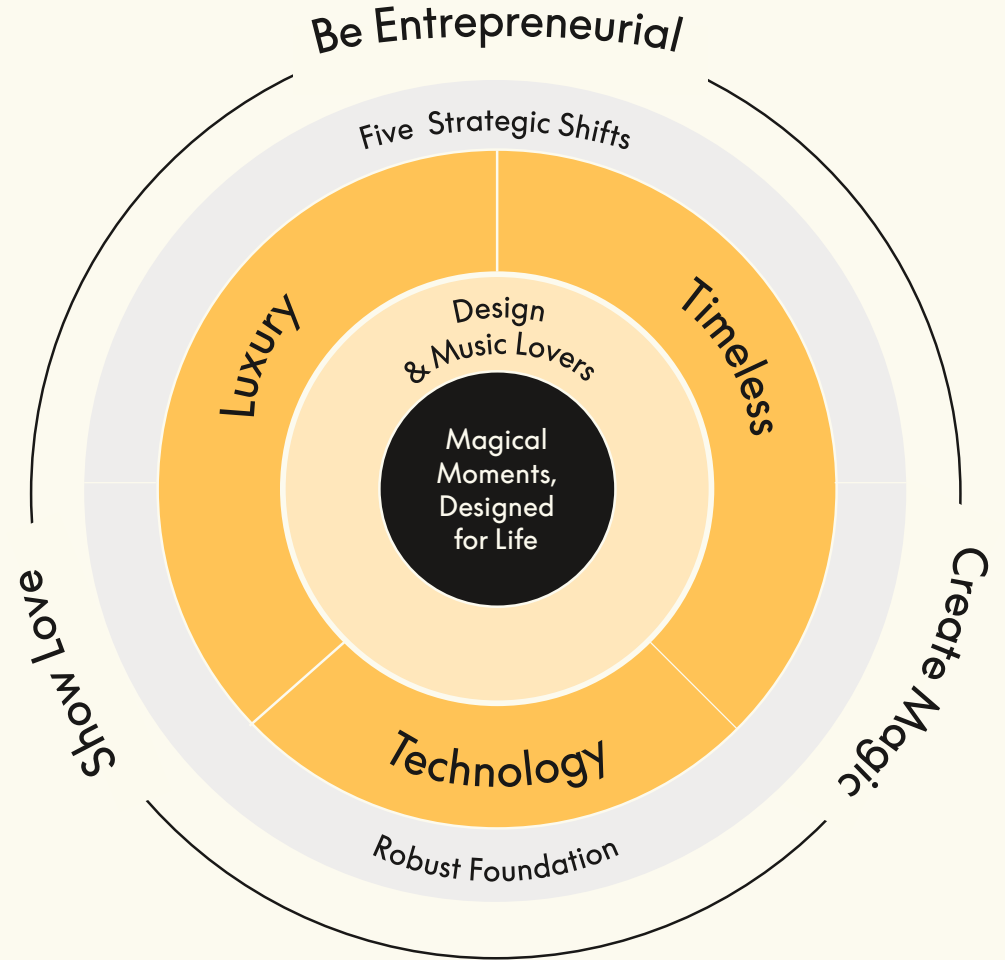 Be Entrepreneurial
Five Strategic Shifts
Luxury
Timeless
Design
& Music Lovers
Magical
Moments,
Designed
for Life
Show Love
Create Magic
Technology
Robust Foundation